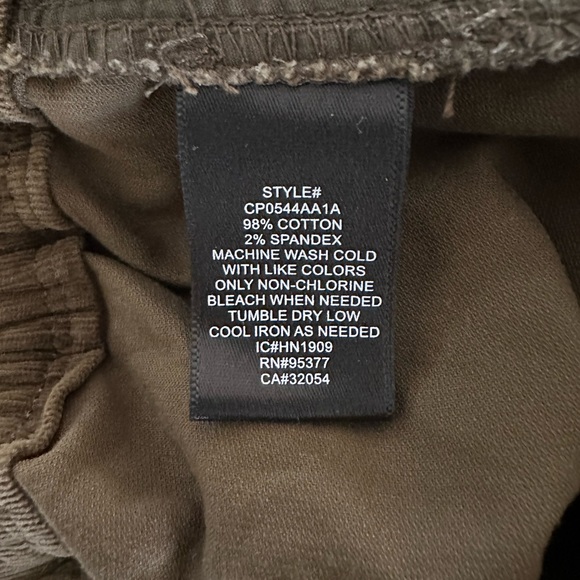 STYLE#
CP0544AA1A
98% COTTON
2% SPANDEX
MACHINE WASH COLD
WITH LIKE COLORS
ONLY NON-CHLORINE
BLEACH WHEN NEEDED
TUMBLE DRY LOW
COOL IRON AS NEEDED
IC#HN1909
RN#95377
CA#32054